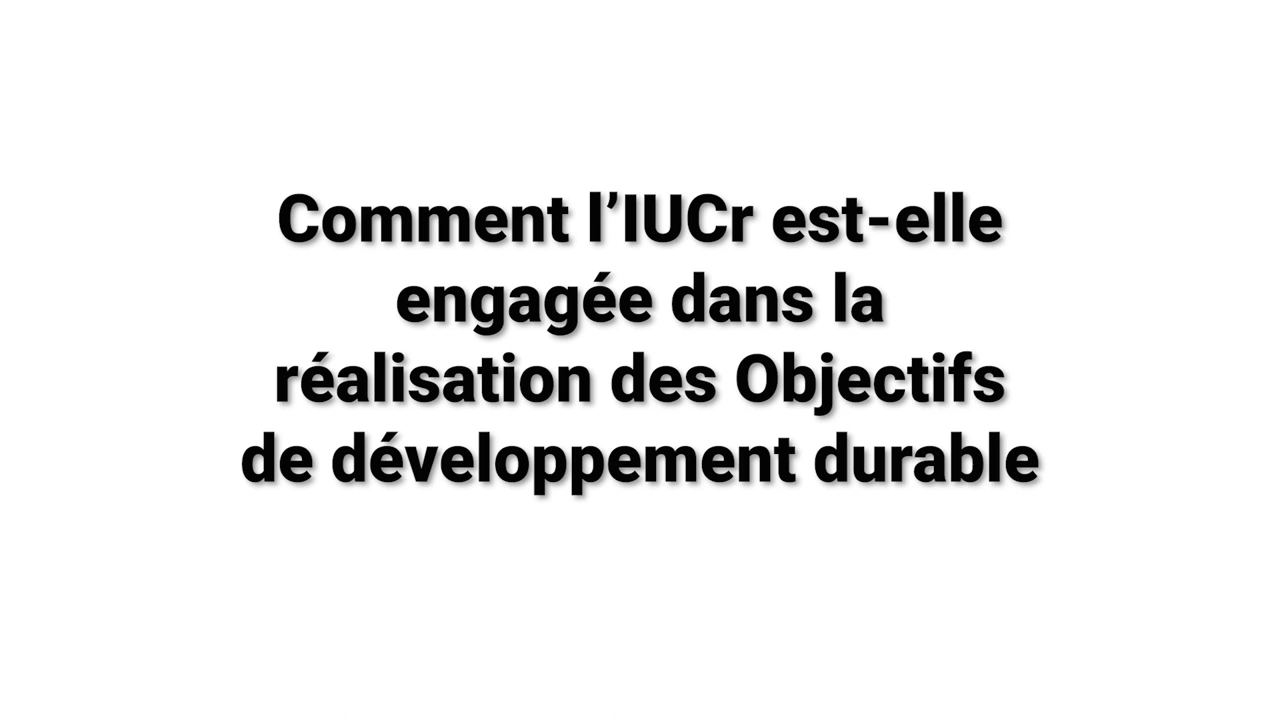 Comment l’IUCr est-elle
engagée dans la
réalisation des Objectifs
de développement durable